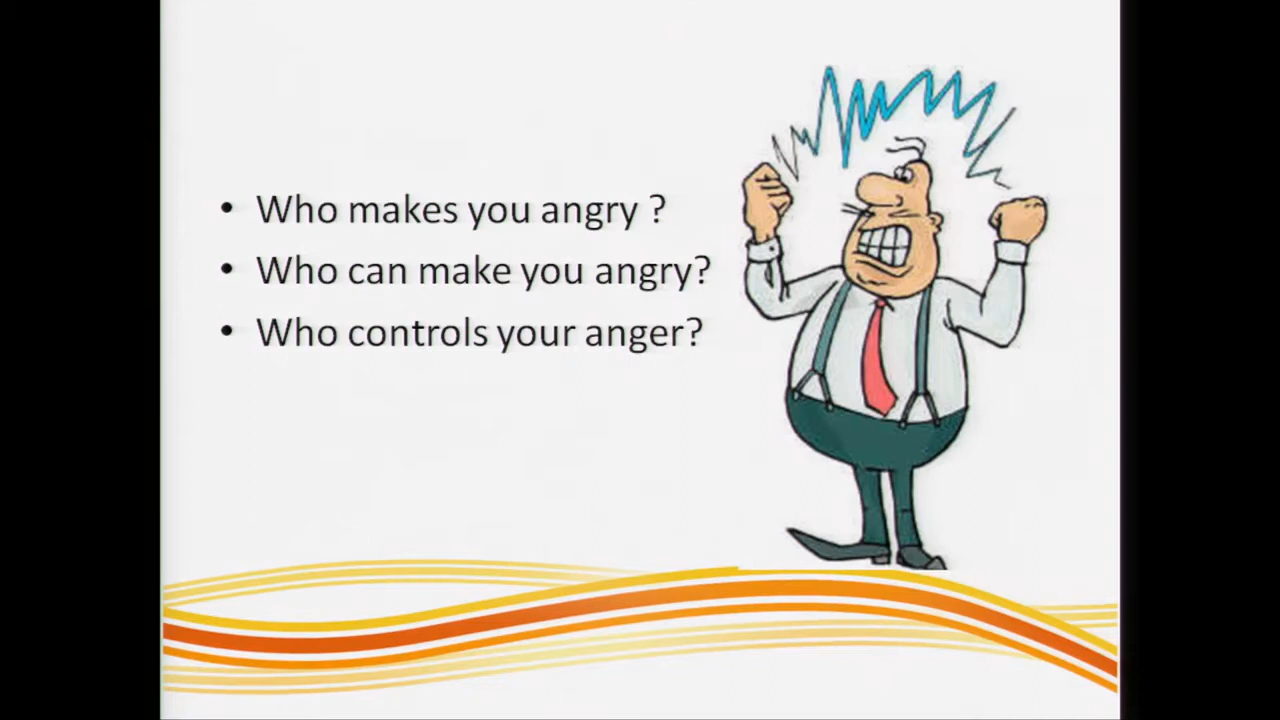 • Who makes you angry ?
• Who can make you angry?
• Who controls your anger?